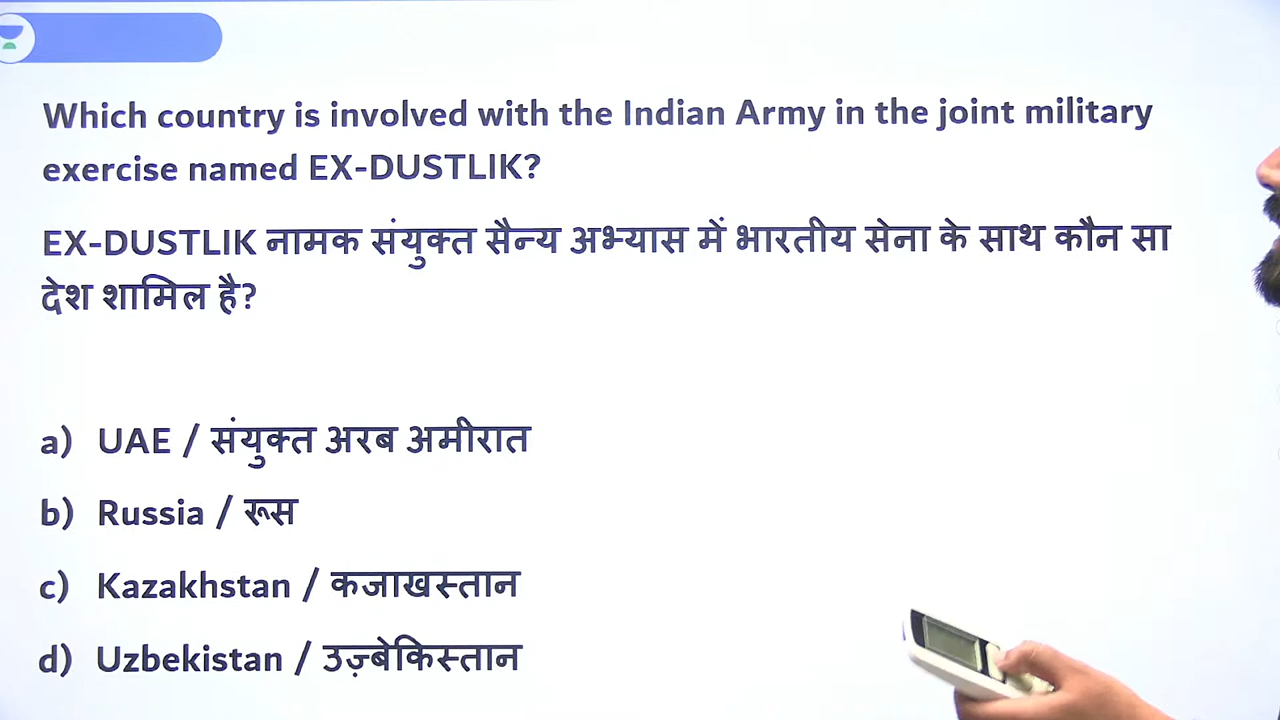 Which country is involved with the Indian Army in the joint military
exercise named EX-DUSTLIK?
EX-DUSTLIK नामक संयुक्त सैन्य अभ्यास में भारतीय सेना के साथ कौन सा
देश शामिल है?
a) UAE / संयुक्त अरब अमीरात
b) Russia / रूस
c) Kazakhstan / कजाखस्तान
d) Uzbekistan / उज़्बेकिस्तान